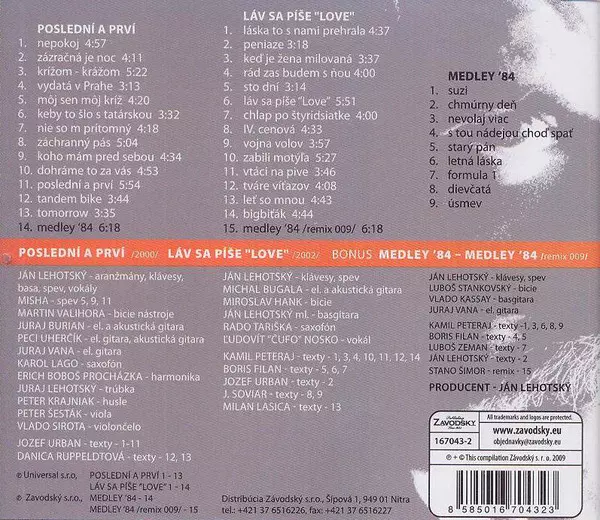 POSLEDNÍ A PRVÍ
1. nepokoj 4:57
2. zázračná je noc 4:11
3. krížom - krážom 5:22
4. vydatá v Prahe 3:13
5. môj sen môj kríž 4:20
6. keby to šlo s tatárskou 3:32
7. nie so m prítomný 4:18
8. záchranný pás 5:04
9. koho mám pred sebou 4:34
10. dohráme to za vás 4:53
11. poslední a prví 5:54
12. tandem bike 3:44
13. tomorrow 3:35
14. medley '84 6:18
LÁV SA PÍŠE "LOVE"
1. láska to s nami prehrala 4:37
2. peniaze 3:18
3. keď je žena milovaná 3:37
4. rád zas budem s ňou 4:00
5. sto dní 3:14
6. láv sa píše "Love" 5:51
7. chlap po štyridsiatke 4:00
8. IV. cenová 4:33
9. vojna volov 3:57
10. zabili motýľa 5:20
11. vtáci na pive 3:46
12. tváre víťazov 4:08
13. leť so mnou 4:43
14. bigbiťák 4:44
15. medley '84 /remix 009/ 6:18
MEDLEY '84
1. suzi
2. chmúrny deň
3. nevolaj viac
4. s tou nádejou choď spať
5. starý pán
6. letná láska
7. formula 1
8. dievčatá
9. úsmev
POSLEDNÍ A PRVÍ /2000/ LÁV SA PÍŠE "LOVE" /2002/ BONUS MEDLEY '84 – MEDLEY '84 /remix 009/
JÁN LEHOTSKÝ - aranžmány, klávesy,
basa, spev, vokály
MISHA - spev 5, 9, 11
MARTIN VALIHORA - bicie nástroje
JURAJ BURIAN - el. a akustická gitara
PECI UHERČÍK - el. gitara, akustická gitara
JURAJ VANA - el. gitara
KAROL LAGO - saxofón
ERICH BOBOŠ PROCHÁZKA - harmonika
JURAJ LEHOTSKÝ - trúbka
PETER KRAJNIAK - husle
PETER ŠESTÁK - viola
VLADO SIROTA - violončelo
JOZEF URBAN - texty -1-11
DANICA RUPPELDTOVÁ - texty - 12, 13
JÁN LEHOTSKÝ - klávesy, spev
MICHAL BUGALA - el. a akustická gitara
MIROSLAV HANK - bicie
JÁN LEHOTSKÝ ml. - basgitara
RADO TARIŠKA - saxofón
ĽUDOVÍT "ČUFO" NOSKO - vokál
KAMIL PETERAJ - texty - 1, 3, 4, 10, 11, 12, 14
BORIS FILAN - texty - 5, 6, 7
JOZEF URBAN - texty - 2
J. SOVIAR - texty - 8, 9
MILAN LASICA - texty - 13
JÁN LEHOTSKÝ - klávesy, spev
LUBOŠ STANKOVSKÝ - bicie
VLADO KASSAY - basgitara
JURAJ VANA - el. gitara
KAMIL PETERAJ - texty - 1, 3, 6, 8, 9
BORIS FILAN - texty - 4, 5
LUBOŠ ZEMAN - texty - 7
JÁN LEHOTSKÝ - texty - 2
STANO ŠIMOR - remix - 15
PRODUCENT - JÁN LEHOTSKÝ
℗ Universal s.r.o, POSLEDNÍ A PRVÍ 1 - 13
LÁV SA PÍŠE "LOVE" 1 - 14
℗ Zavodský s.r.o., MEDLEY '84 - 14
MEDLEY '84 /remix 009/ - 15
Distribúcia Závodský s.r.o., Šípová 1, 949 01 Nitra
tel.: +421 37 6516226, fax: +421 37 6516227
ZAVODSKY
167043-2
All trademarks and logos are protected.
www.zavodsky.eu
objednavky@zavodsky.eu
℗ + © This compilation Závodský s. r. o. 2009
8 585016 704323